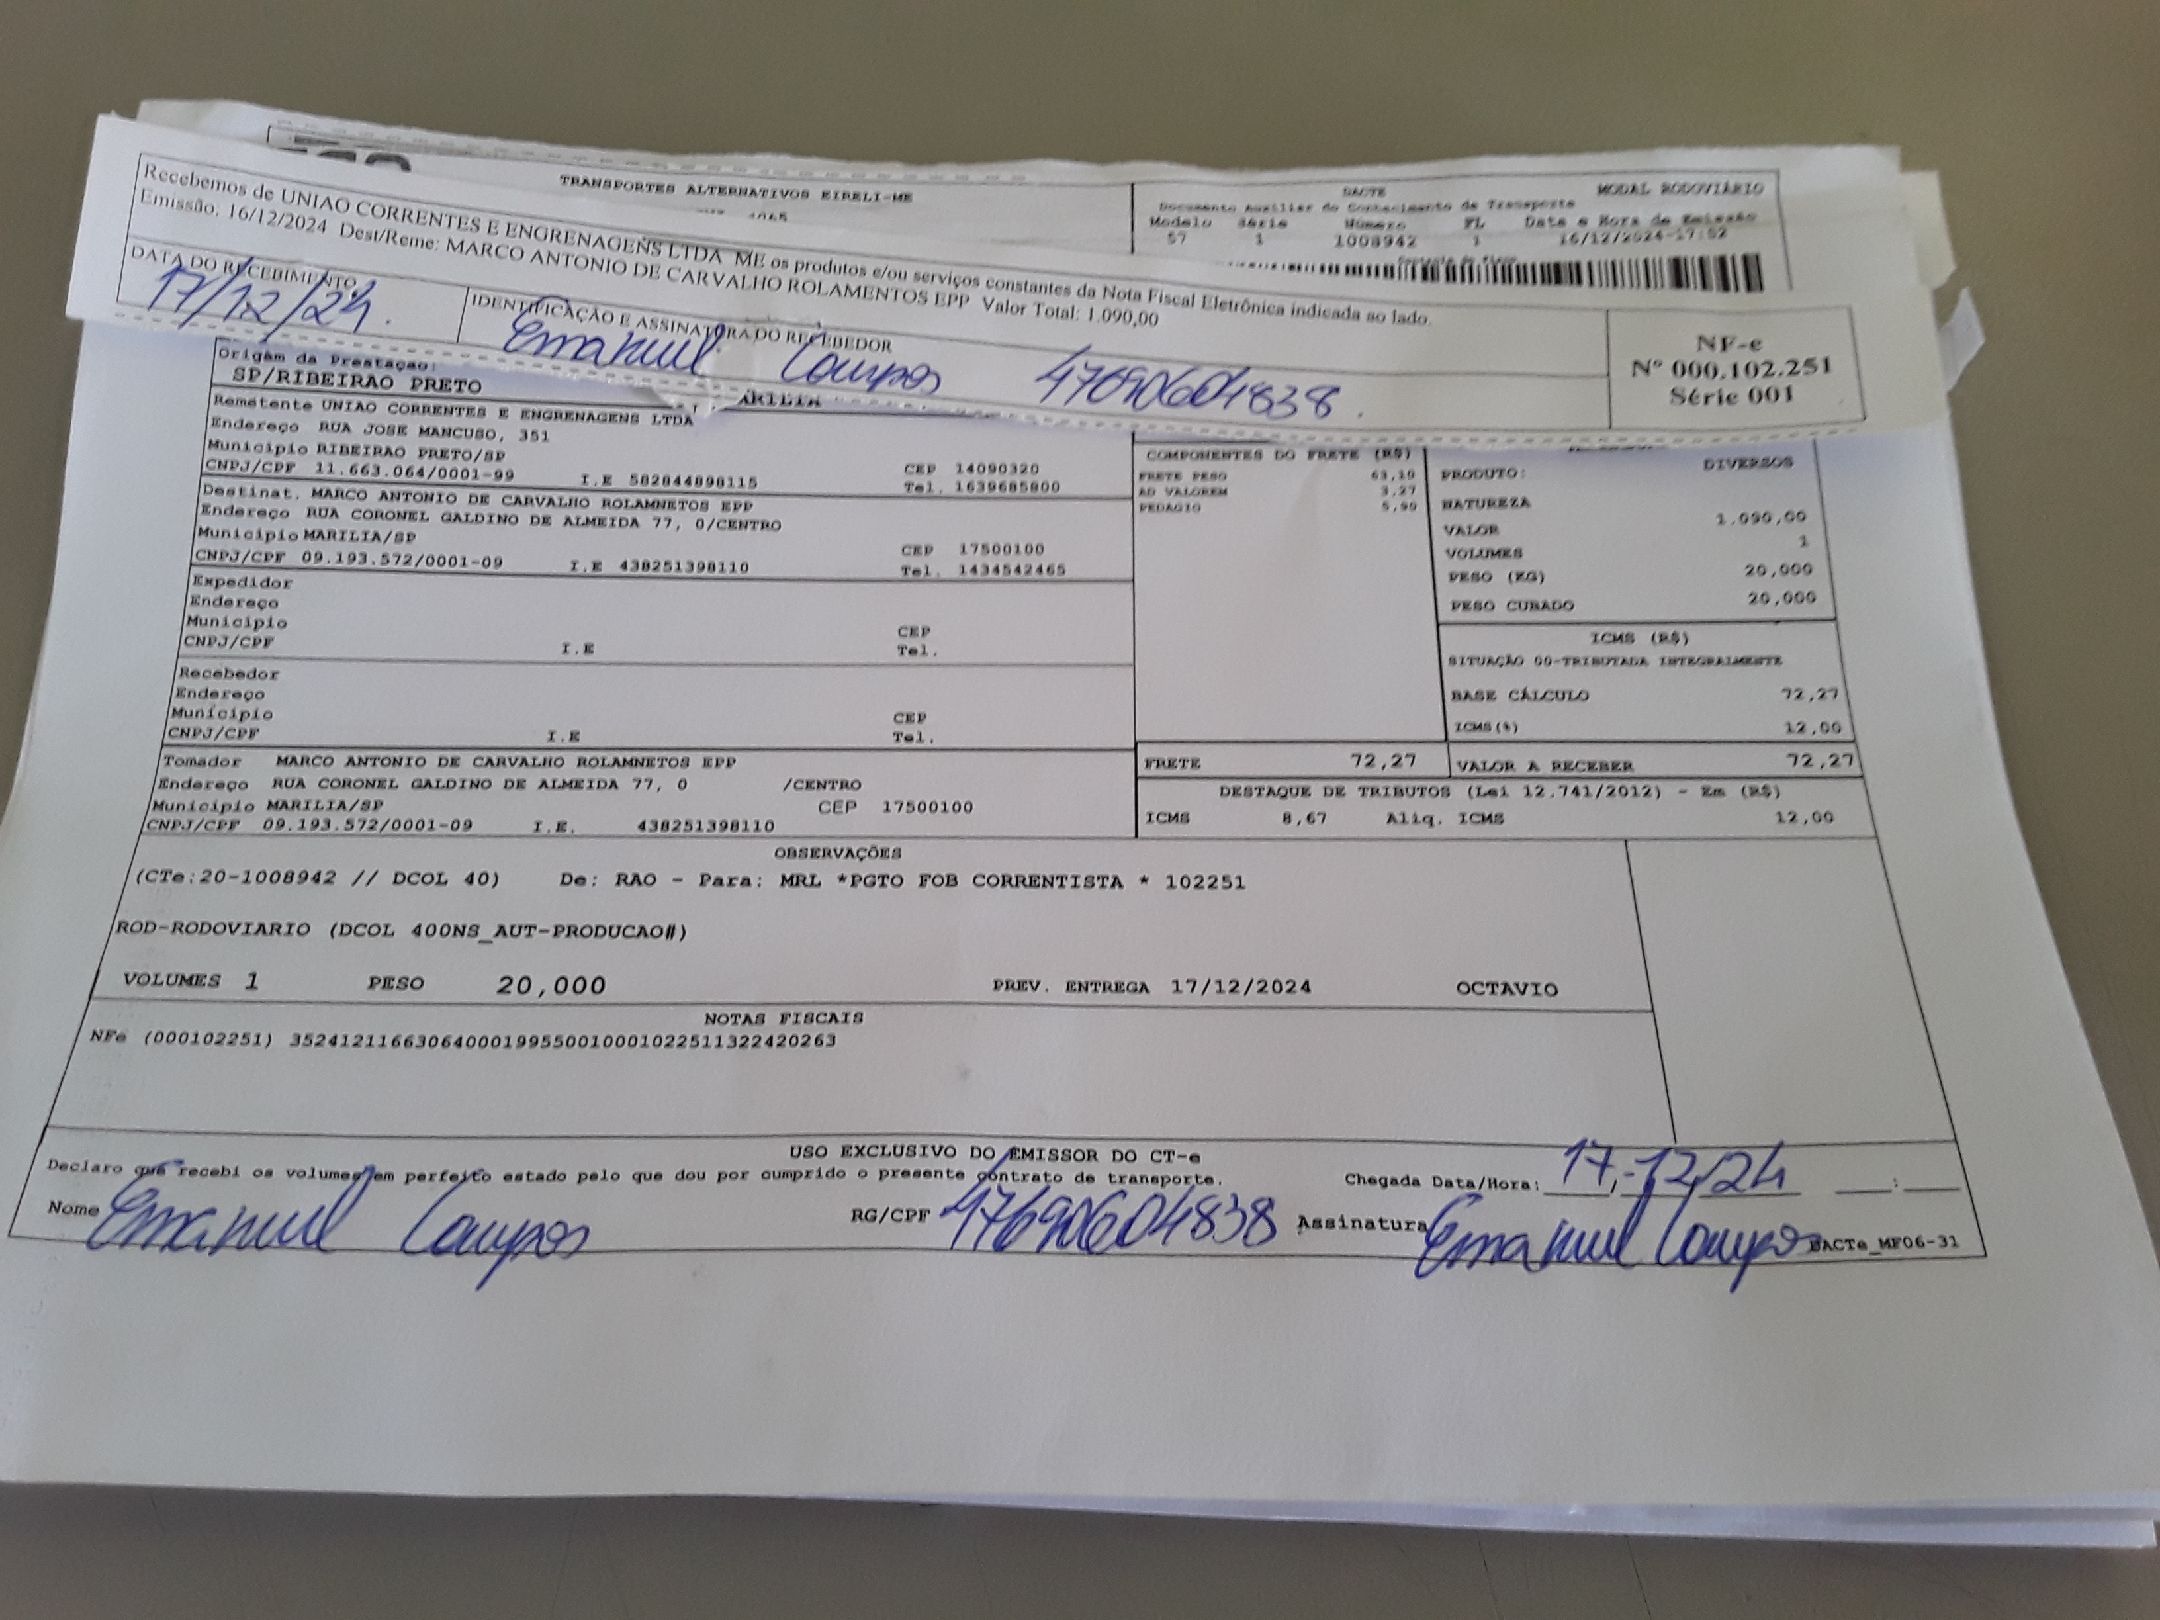 TRANSPORTES ALTERNATIVOS EIRELI-ME
DACTE MODAL RODOVIÁRIO
Documento Auxiliar do Conhecimento de Transporte
Modelo Série Número FL Data e Hora de Emissão
57 1 1008942 1 16/12/2024-17:52
Recebemos de UNIAO CORRENTES E ENGRENAGENS LTDA ME os produtos e/ou serviços constantes da Nota Fiscal Eletrônica indicada ao lado.
Emissão, 16/12/2024 Dest/Reme: MARCO ANTONIO DE CARVALHO ROLAMENTOS EPP Valor Total: 1.090,00
DATA DO RECEBIMENTO
17/12/24.
IDENTIFICAÇÃO E ASSINATURA DO RECEBEDOR
Emanuel Campos 476906604838.
NF-e
Nº 000.102.251
Série 001
Origem da Prestação:
SP/RIBEIRAO PRETO
Remetente UNIAO CORRENTES E ENGRENAGENS LTDA
Endereço RUA JOSE MANCUSO, 351
Municipio RIBEIRAO PRETO/SP CEP 14090320
CNPJ/CPF 11.663.064/0001-99 I.E 582844898115 Tel. 1639685800
Destinat. MARCO ANTONIO DE CARVALHO ROLAMNETOS EPP
Endereço RUA CORONEL GALDINO DE ALMEIDA 77, 0/CENTRO
Municipio MARILIA/SP CEP 17500100
CNPJ/CPF 09.193.572/0001-09 I.E 438251398110 Tel. 1434542465
Expedidor
Endereço
Municipio CEP
CNPJ/CPF I.E Tel.
Recebedor
Endereço
Municipio CEP
CNPJ/CPF I.E Tel.
Tomador MARCO ANTONIO DE CARVALHO ROLAMNETOS EPP
Endereço RUA CORONEL GALDINO DE ALMEIDA 77, 0 /CENTRO
Municipio MARILIA/SP CEP 17500100
CNPJ/CPF 09.193.572/0001-09 I.E. 438251398110
COMPONENTES DO FRETE (R$)
FRETE PESO 63,10
AD VALOREM 3,27
PEDAGIO 5,90
PRODUTO: DIVERSOS
NATUREZA
VALOR 1.090,00
VOLUMES 1
PESO (KG) 20,000
PESO CUBADO 20,000
ICMS (R$)
SITUAÇÃO 00-TRIBUTADA INTEGRALMENTE
BASE CÁLCULO 72,27
ICMS(%) 12,00
FRETE 72,27 VALOR A RECEBER 72,27
DESTAQUE DE TRIBUTOS (Lei 12.741/2012) - Em (R$)
ICMS 8,67 Aliq. ICMS 12,00
OBSERVAÇÕES
(CTe:20-1008942 // DCOL 40) De: RAO - Para: MRL *PGTO FOB CORRENTISTA * 102251
ROD-RODOVIARIO (DCOL 400NS_AUT-PRODUCAO#)
VOLUMES 1 PESO 20,000 PREV. ENTREGA 17/12/2024 OCTAVIO
NOTAS FISCAIS
NFe (000102251) 35241211663064000199550010001022511322420263
USO EXCLUSIVO DO EMISSOR DO CT-e
Declaro que recebi os volumes em perfeito estado pelo que dou por cumprido o presente contrato de transporte. Chegada Data/Hora: 17,12,24 :
Nome Emanuel Campos RG/CPF 476906604838 Assinatura Emanuel Campos DACTe_MF06-31